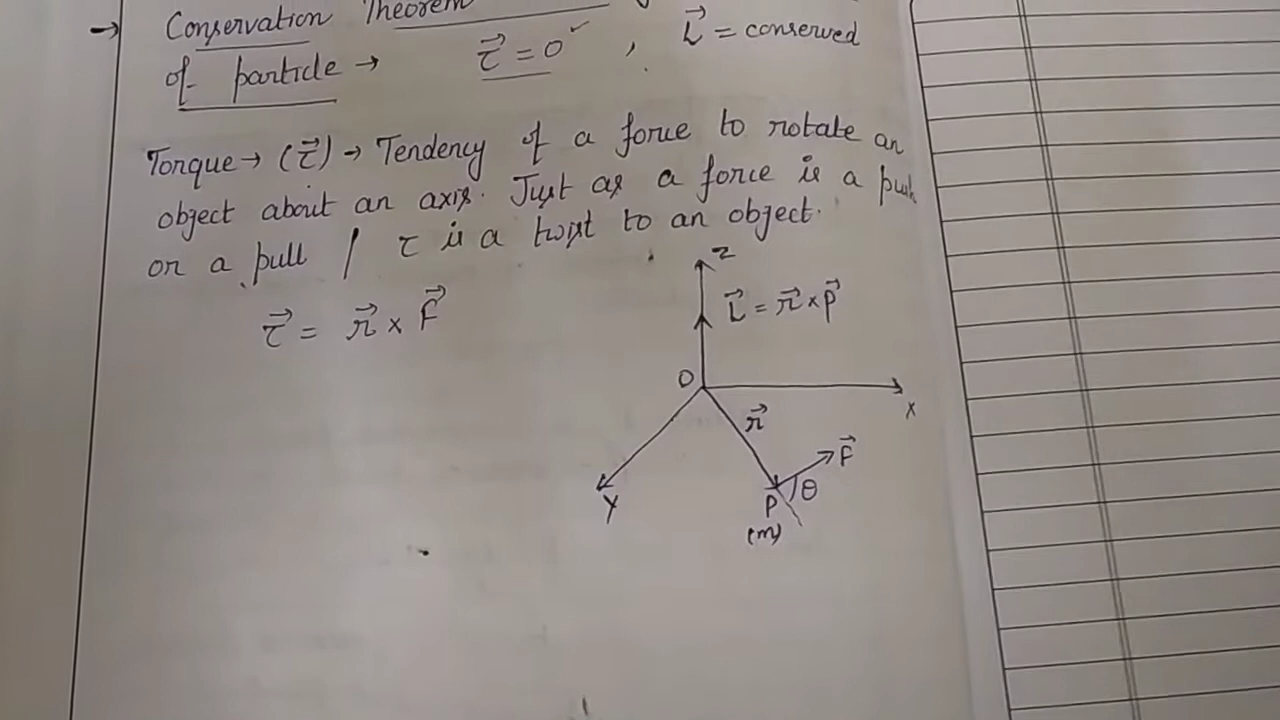 → Conservation Theorem
of particle → τ⃗ = 0 ✓ , L⃗ = conserved
Torque → (τ⃗) → Tendency of a force to rotate an
object about an axis. Just as a force is a push
or a pull / τ is a twist to an object.
τ⃗ = r⃗ × F⃗
Z
L⃗ = r⃗ × p⃗
O
X
r⃗
F⃗
θ
Y
P
(m)